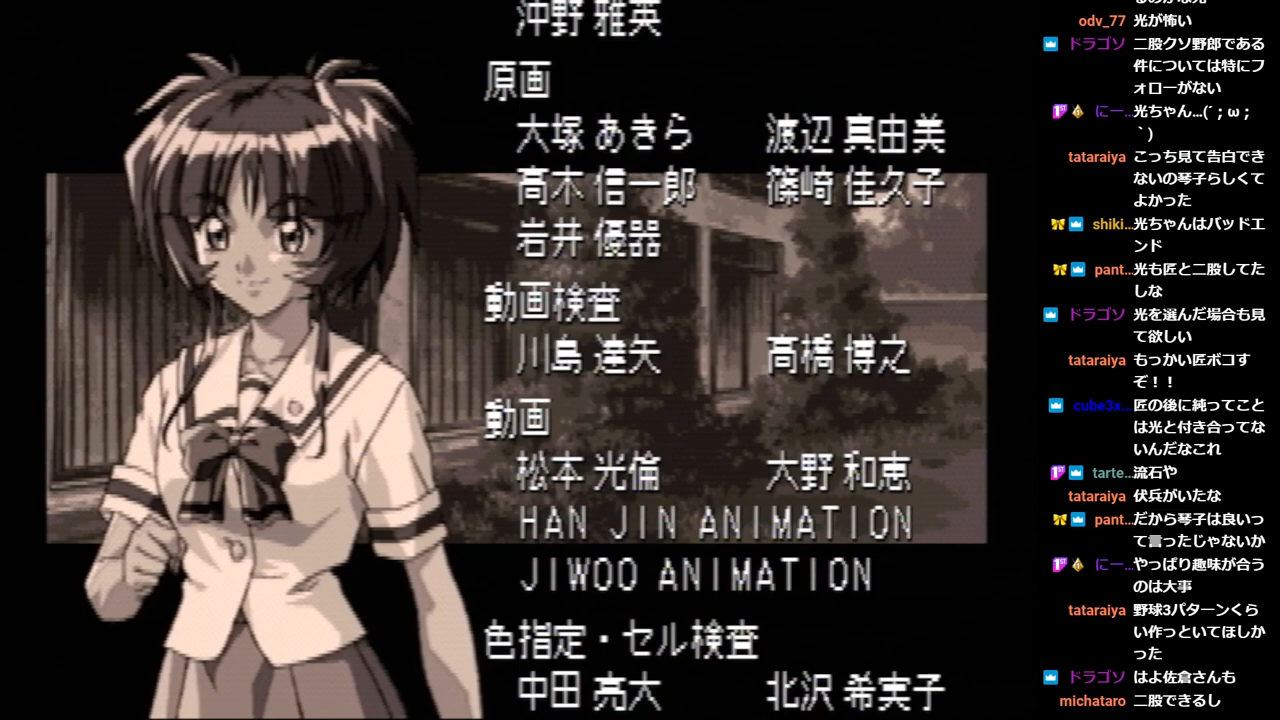 沖野 雅英
原画
大塚 あきら 渡辺 真由美
高木 信一郎 篠崎 佳久子
岩井 優器
動画検査
川島 達矢 高橋 博之
動画
松本 光倫 大野 和恵
HAN JIN ANIMATION
JIWOO ANIMATION
色指定・セル検査
中田 亮大 北沢 希実子
odv_77 光が怖い
ドラゴソ 二股クソ野郎である
件については特にフ
ォローがない
にー… 光ちゃん…(´；ω；
｀)
tataraiya こっち見て告白でき
ないの琴子らしくて
よかった
shiki… 光ちゃんはバッドエ
ンド
pant… 光も匠と二股してた
しな
ドラゴソ 光を選んだ場合も見
て欲しい
tataraiya もっかい匠ボコす
ぞ！！
cube3x… 匠の後に純ってこと
は光と付き合ってな
いんだなこれ
tarte… 流石や
tataraiya 伏兵がいたな
pant… だから琴子は良いっ
て言ったじゃないか
にー… やっぱり趣味が合う
のは大事
tataraiya 野球3パターンくら
い作っといてほしか
った
ドラゴソ はよ佐倉さんも
michataro 二股できるし